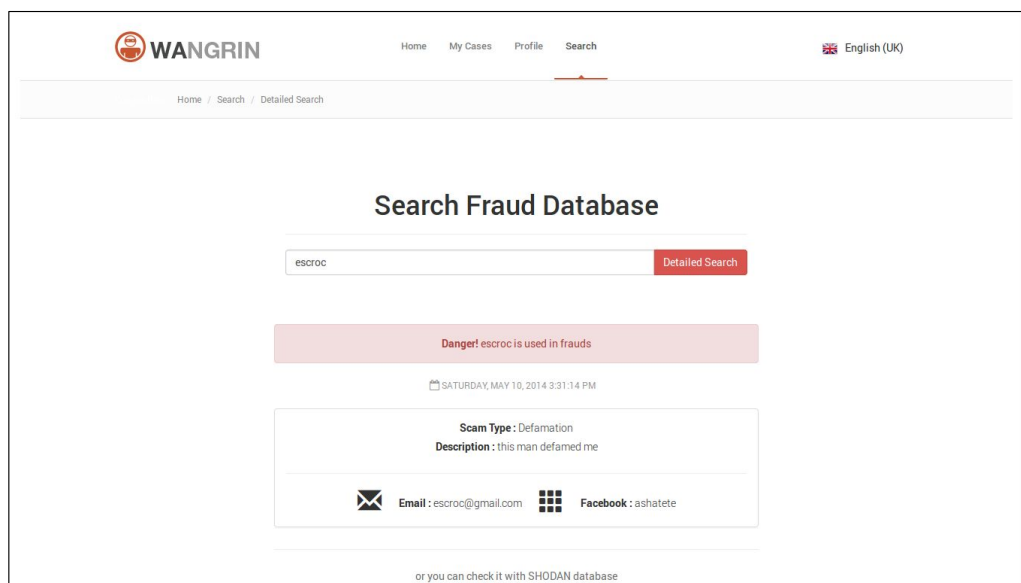 WANGRIN
Home My Cases Profile Search
English (UK)
Home / Search / Detailed Search
Search Fraud Database
escroc Detailed Search
Danger! escroc is used in frauds
SATURDAY, MAY 10, 2014 3:31:14 PM
Scam Type : Defamation
Description : this man defamed me
Email : escroc@gmail.com Facebook : ashatete
or you can check it with SHODAN database